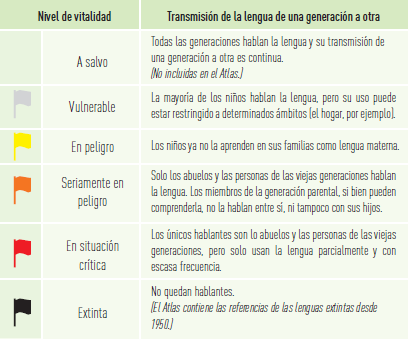 Nivel de vitalidad
Transmisión de la lengua de una generación a otra
A salvo
Todas las generaciones hablan la lengua y su transmisión de
una generación a otra es continua.
(No incluidas en el Atlas.)
Vulnerable
La mayoría de los niños hablan la lengua, pero su uso puede
estar restringido a determinados ámbitos (el hogar, por ejemplo).
En peligro
Los niños ya no la aprenden en sus familias como lengua materna.
Seriamente en
peligro
Solo los abuelos y las personas de las viejas generaciones hablan
la lengua. Los miembros de la generación parental, si bien pueden
comprenderla, no la hablan entre sí, ni tampoco con sus hijos.
En situación
crítica
Los únicos hablantes son lo abuelos y las personas de las viejas
generaciones, pero solo usan la lengua parcialmente y con
escasa frecuencia.
Extinta
No quedan hablantes.
(El Atlas contiene las referencias de las lenguas extintas desde
1950.)